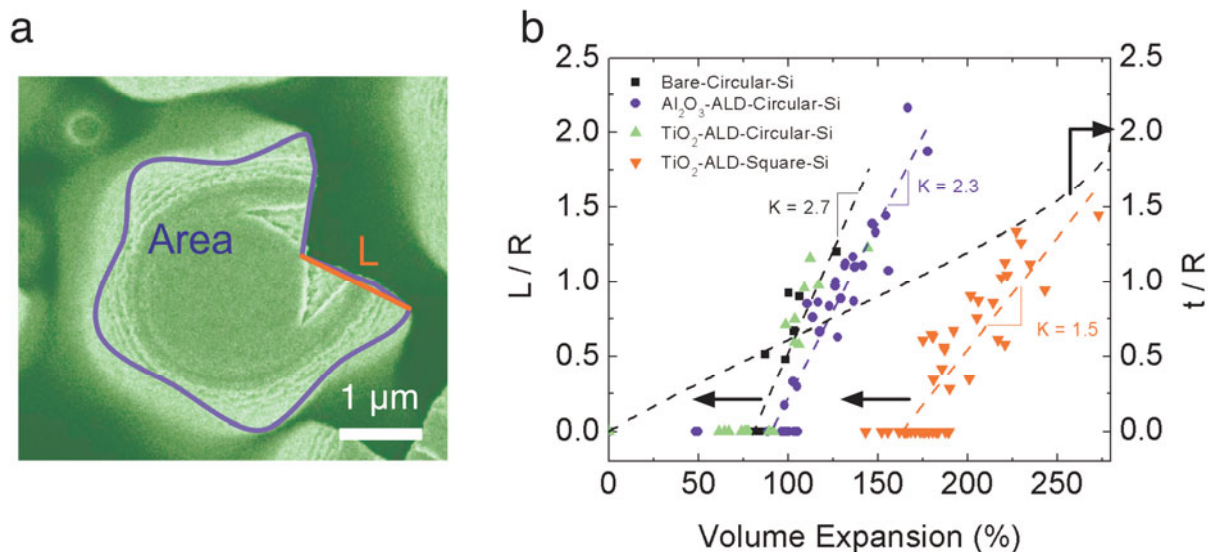 a
Area
L
1 μm
b
2.5
2.0
1.5
1.0
0.5
0.0
L / R
Bare-Circular-Si
Al₂O₃-ALD-Circular-Si
TiO₂-ALD-Circular-Si
TiO₂-ALD-Square-Si
K = 2.7
K = 2.3
K = 1.5
2.5
2.0
1.5
1.0
0.5
0.0
t / R
0 50 100 150 200 250
Volume Expansion (%)